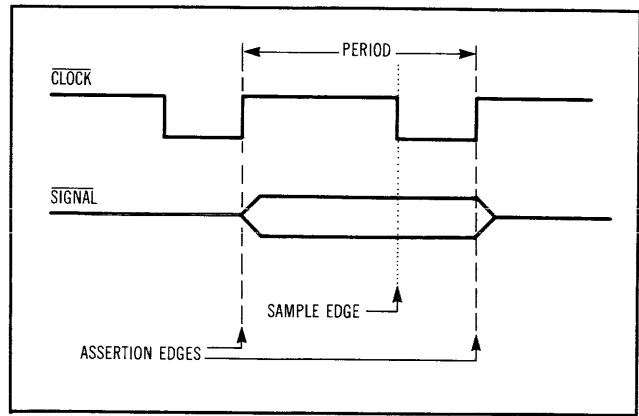 PERIOD
CLOCK
SIGNAL
SAMPLE EDGE
ASSERTION EDGES